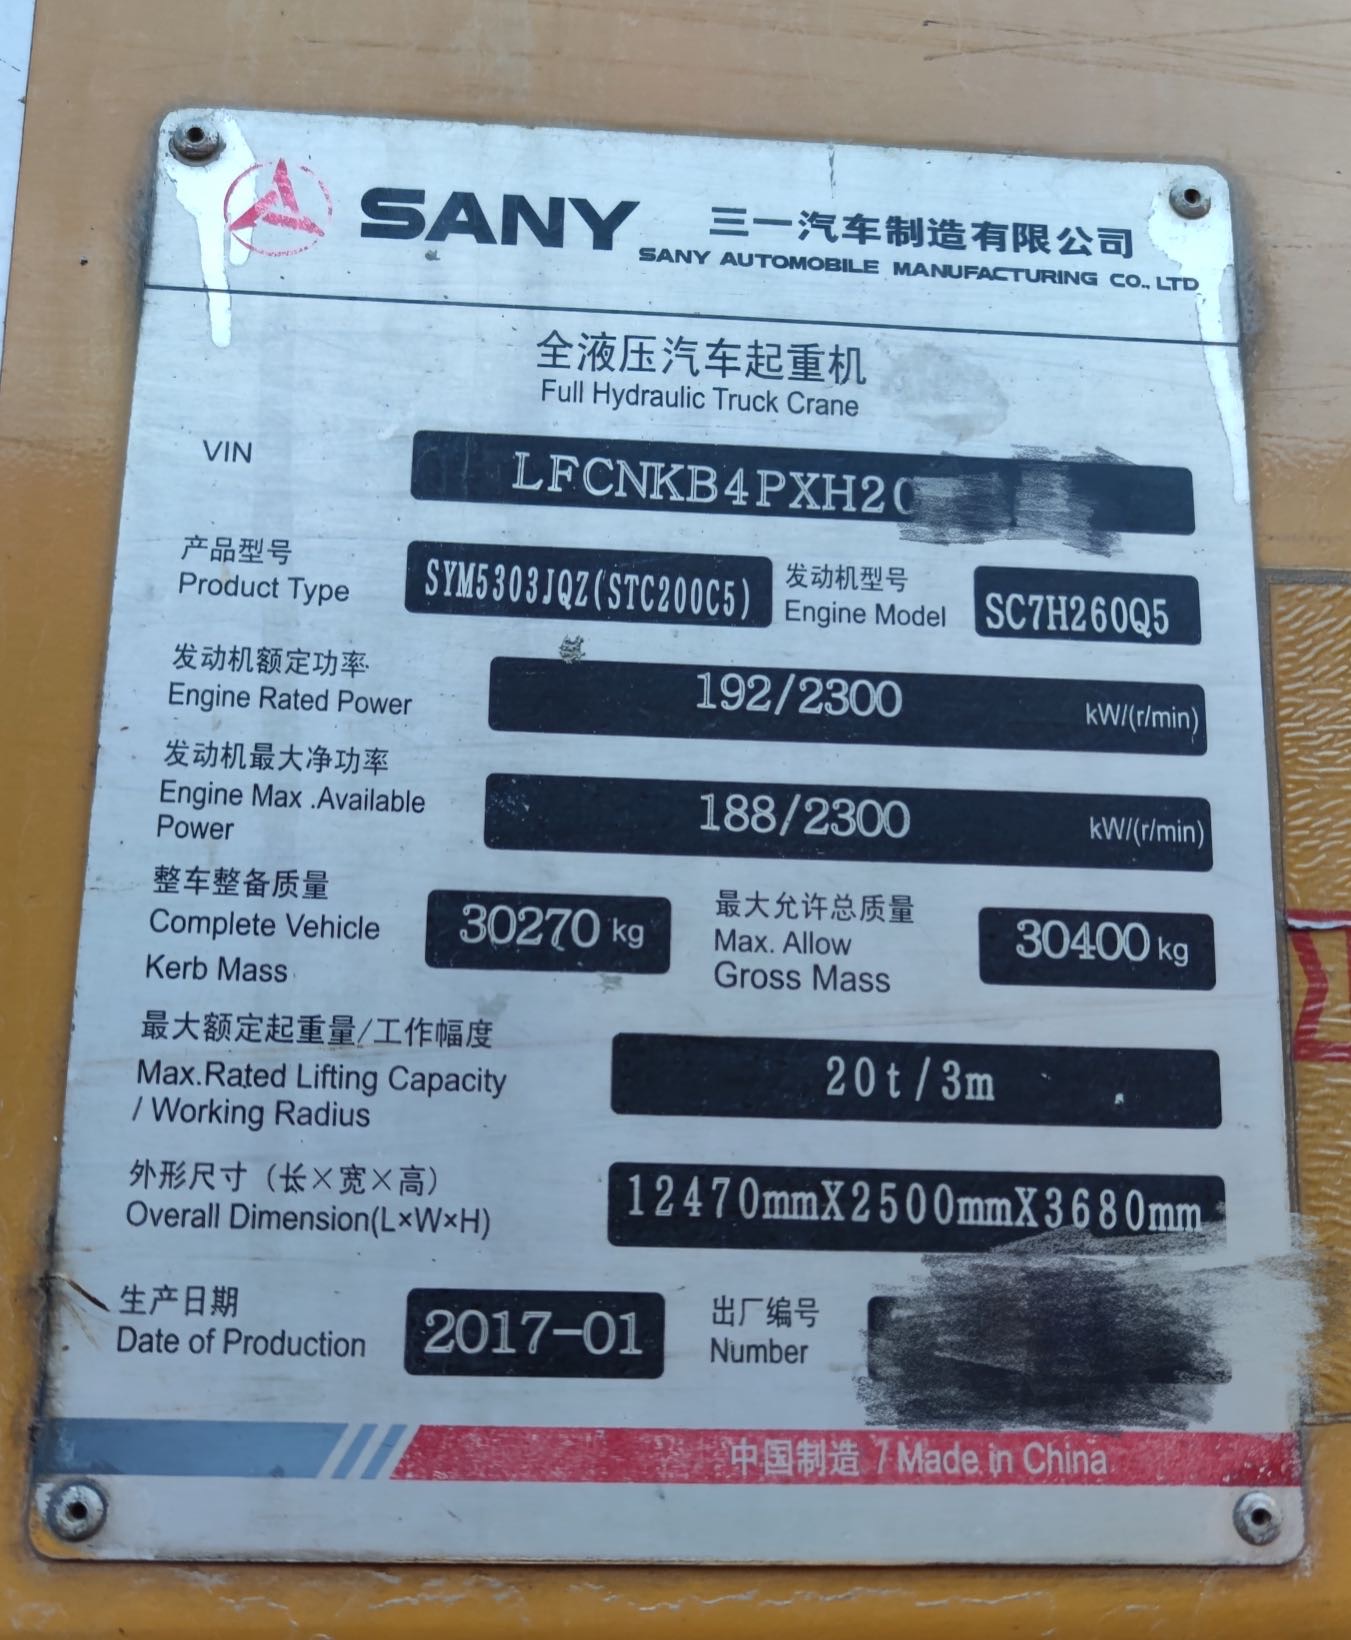 SANY 三一汽车制造有限公司
SANY AUTOMOBILE MANUFACTURING CO., LTD
全液压汽车起重机
Full Hydraulic Truck Crane
VIN LFCNKB4PXH20
产品型号 发动机型号
Product Type SYM5303JQZ(STC200C5) Engine Model SC7H260Q5
发动机额定功率
Engine Rated Power 192/2300 kW/(r/min)
发动机最大净功率
Engine Max .Available
Power 188/2300 kW/(r/min)
整车整备质量 最大允许总质量
Complete Vehicle 30270 kg Max. Allow 30400 kg
Kerb Mass Gross Mass
最大额定起重量/工作幅度
Max.Rated Lifting Capacity 20t/3m
/ Working Radius
外形尺寸（长×宽×高）
Overall Dimension(L×W×H) 12470mmX2500mmX3680mm
生产日期 出厂编号
Date of Production 2017-01 Number
中国制造 / Made in China